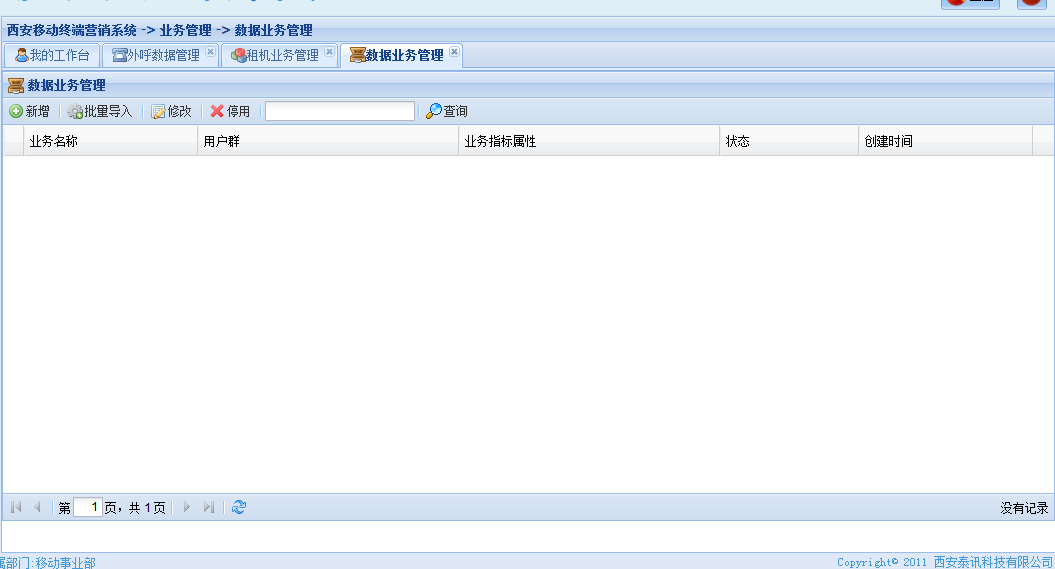 西安移动终端营销系统 -> 业务管理 -> 数据业务管理
我的工作台 外呼数据管理 租机业务管理 数据业务管理
数据业务管理
新增 批量导入 修改 停用 查询
业务名称 用户群 业务指标属性 状态 创建时间
第 1 页，共 1 页 没有记录
属部门:移动事业部 Copyright© 2011 西安泰讯科技有限公司